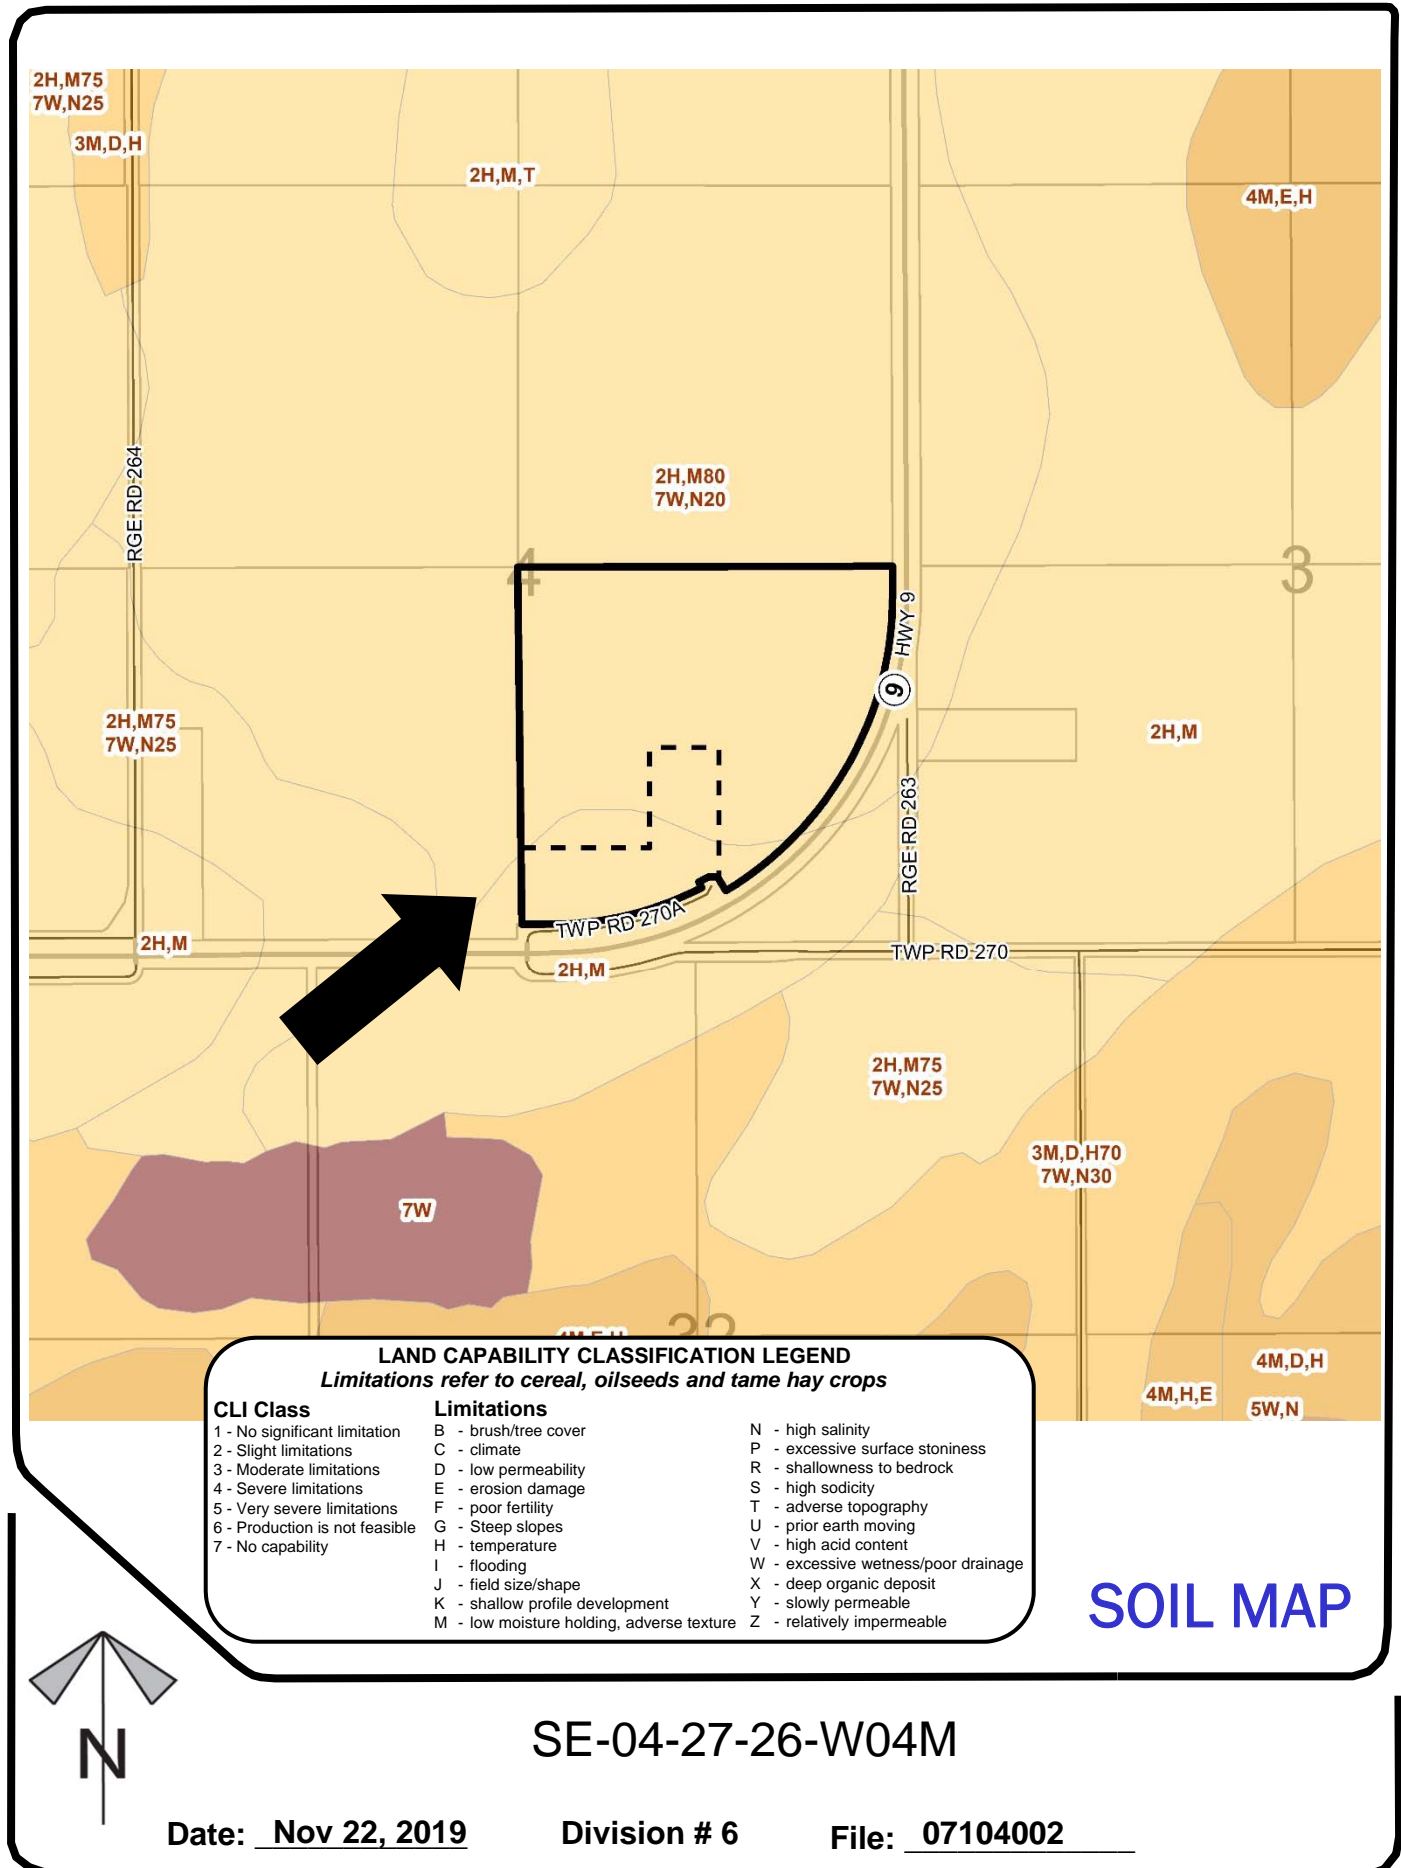 2H,M75
7W,N25
3M,D,H
2H,M,T
4M,E,H
RGE RD 264
2H,M80
7W,N20
4
3
HWY 9
9
2H,M75
7W,N25
2H,M
RGE RD 263
TWP RD 270A
2H,M
TWP RD 270
2H,M
2H,M75
7W,N25
3M,D,H70
7W,N30
7W
32
4M,D,H
4M,H,E
5W,N
LAND CAPABILITY CLASSIFICATION LEGEND
Limitations refer to cereal, oilseeds and tame hay crops
CLI Class
1 - No significant limitation
2 - Slight limitations
3 - Moderate limitations
4 - Severe limitations
5 - Very severe limitations
6 - Production is not feasible
7 - No capability
Limitations
B - brush/tree cover
C - climate
D - low permeability
E - erosion damage
F - poor fertility
G - Steep slopes
H - temperature
I - flooding
J - field size/shape
K - shallow profile development
M - low moisture holding, adverse texture
N - high salinity
P - excessive surface stoniness
R - shallowness to bedrock
S - high sodicity
T - adverse topography
U - prior earth moving
V - high acid content
W - excessive wetness/poor drainage
X - deep organic deposit
Y - slowly permeable
Z - relatively impermeable
SOIL MAP
N
SE-04-27-26-W04M
Date: Nov 22, 2019 Division # 6 File: 07104002